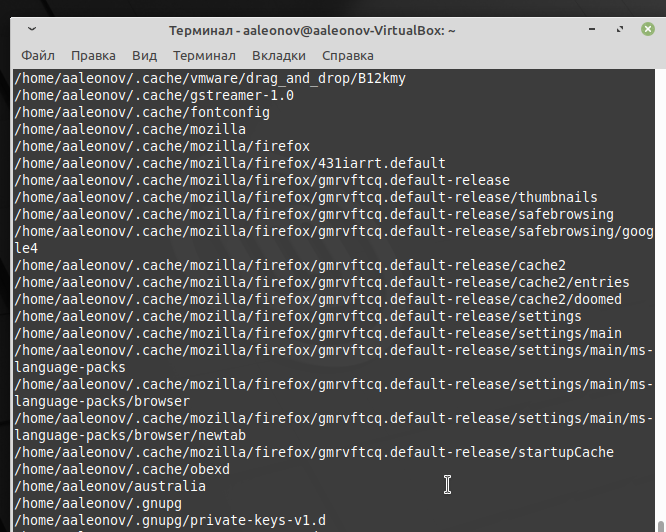 Терминал - aaleonov@aaleonov-VirtualBox: ~
Файл Правка Вид Терминал Вкладки Справка
/home/aaleonov/.cache/vmware/drag_and_drop/B12kmy
/home/aaleonov/.cache/gstreamer-1.0
/home/aaleonov/.cache/fontconfig
/home/aaleonov/.cache/mozilla
/home/aaleonov/.cache/mozilla/firefox
/home/aaleonov/.cache/mozilla/firefox/431iarrt.default
/home/aaleonov/.cache/mozilla/firefox/gmrvftcq.default-release
/home/aaleonov/.cache/mozilla/firefox/gmrvftcq.default-release/thumbnails
/home/aaleonov/.cache/mozilla/firefox/gmrvftcq.default-release/safebrowsing
/home/aaleonov/.cache/mozilla/firefox/gmrvftcq.default-release/safebrowsing/goog
le4
/home/aaleonov/.cache/mozilla/firefox/gmrvftcq.default-release/cache2
/home/aaleonov/.cache/mozilla/firefox/gmrvftcq.default-release/cache2/entries
/home/aaleonov/.cache/mozilla/firefox/gmrvftcq.default-release/cache2/doomed
/home/aaleonov/.cache/mozilla/firefox/gmrvftcq.default-release/settings
/home/aaleonov/.cache/mozilla/firefox/gmrvftcq.default-release/settings/main
/home/aaleonov/.cache/mozilla/firefox/gmrvftcq.default-release/settings/main/ms-
language-packs
/home/aaleonov/.cache/mozilla/firefox/gmrvftcq.default-release/settings/main/ms-
language-packs/browser
/home/aaleonov/.cache/mozilla/firefox/gmrvftcq.default-release/settings/main/ms-
language-packs/browser/newtab
/home/aaleonov/.cache/mozilla/firefox/gmrvftcq.default-release/startupCache
/home/aaleonov/.cache/obexd
/home/aaleonov/australia
/home/aaleonov/.gnupg
/home/aaleonov/.gnupg/private-keys-v1.d